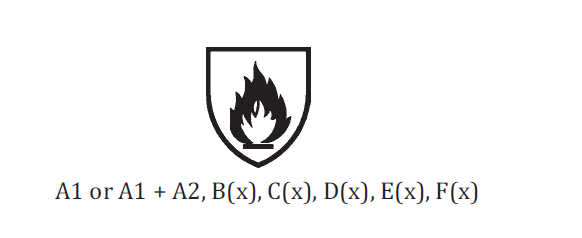 A1 or A1 + A2, B(x), C(x), D(x), E(x), F(x)